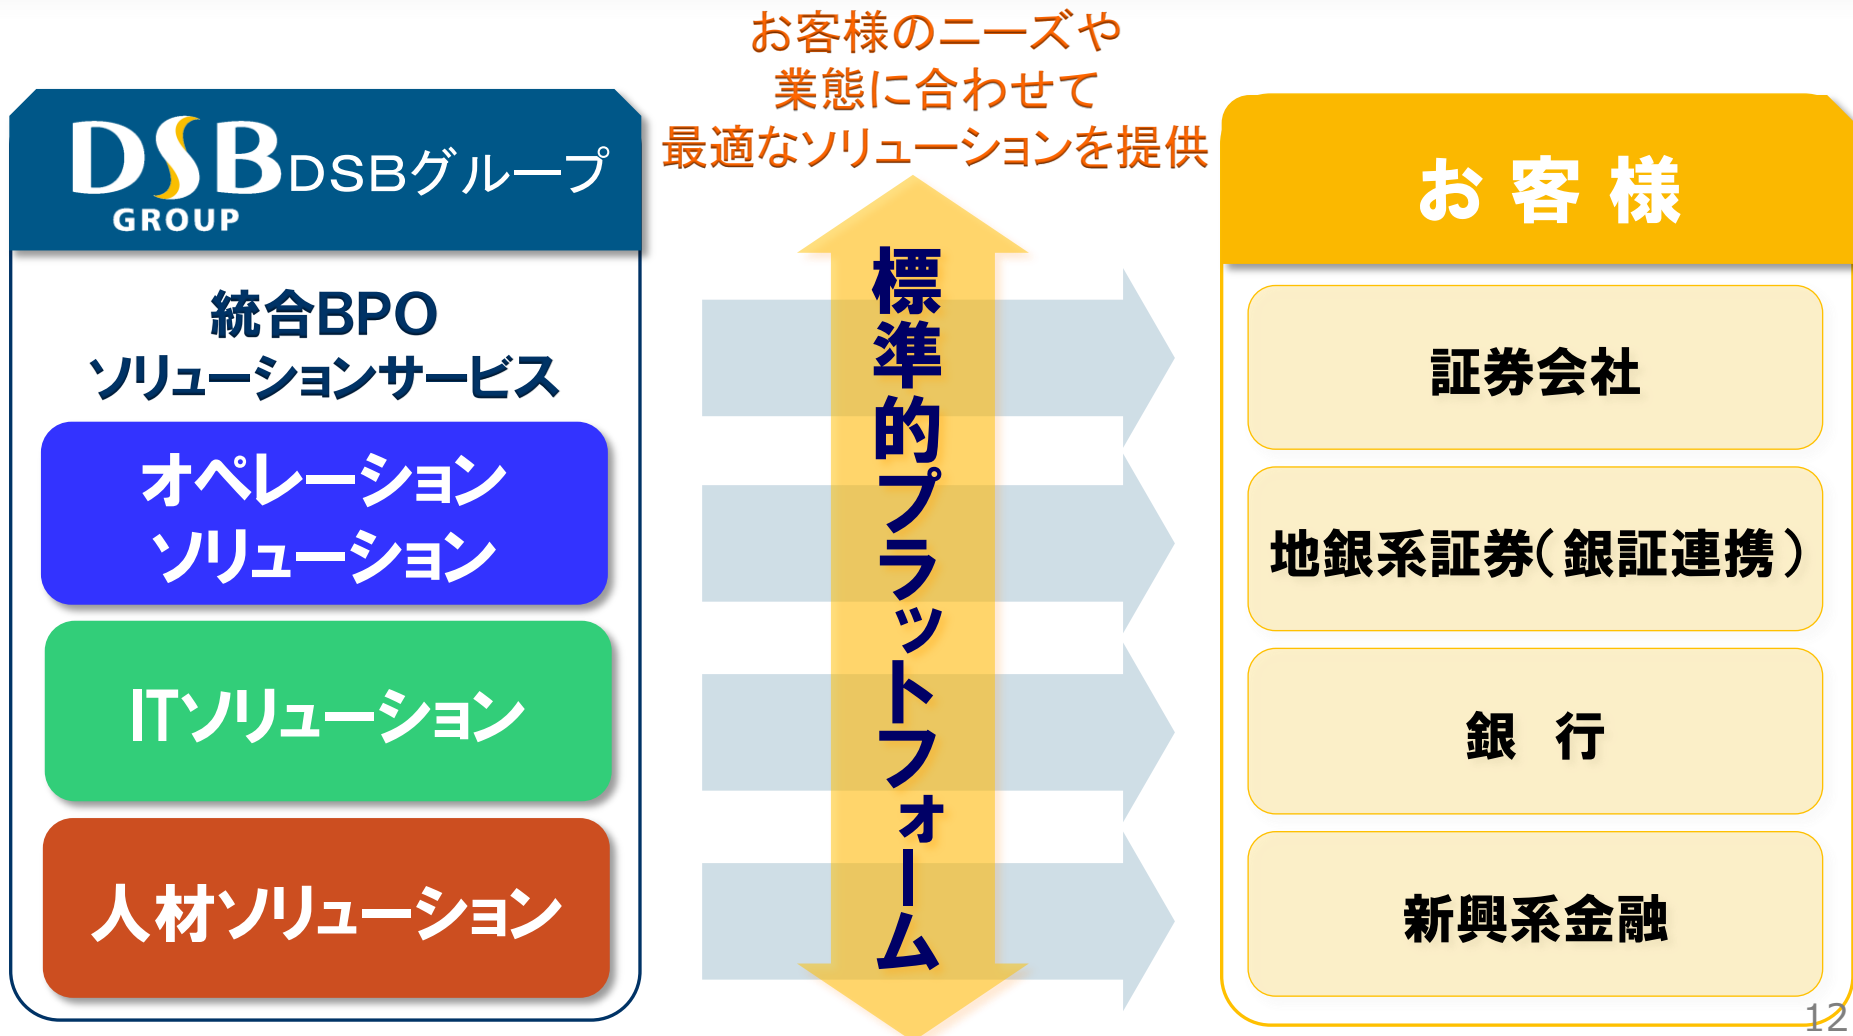 お客様のニーズや
業態に合わせて
最適なソリューションを提供
DSB
GROUP
DSBグループ
統合BPO
ソリューションサービス
オペレーション
ソリューション
ITソリューション
人材ソリューション
標準的プラットフォーム
お客様
証券会社
地銀系証券(銀証連携)
銀　行
新興系金融
12